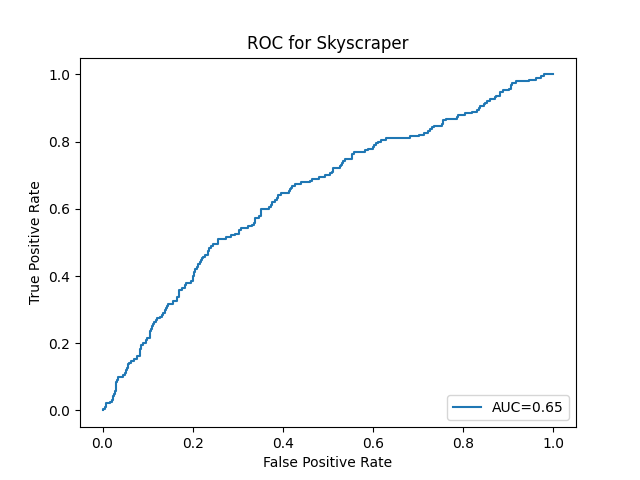 ROC for Skyscraper
True Positive Rate
1.0
0.8
0.6
0.4
0.2
0.0
AUC=0.65
0.0 0.2 0.4 0.6 0.8 1.0
False Positive Rate